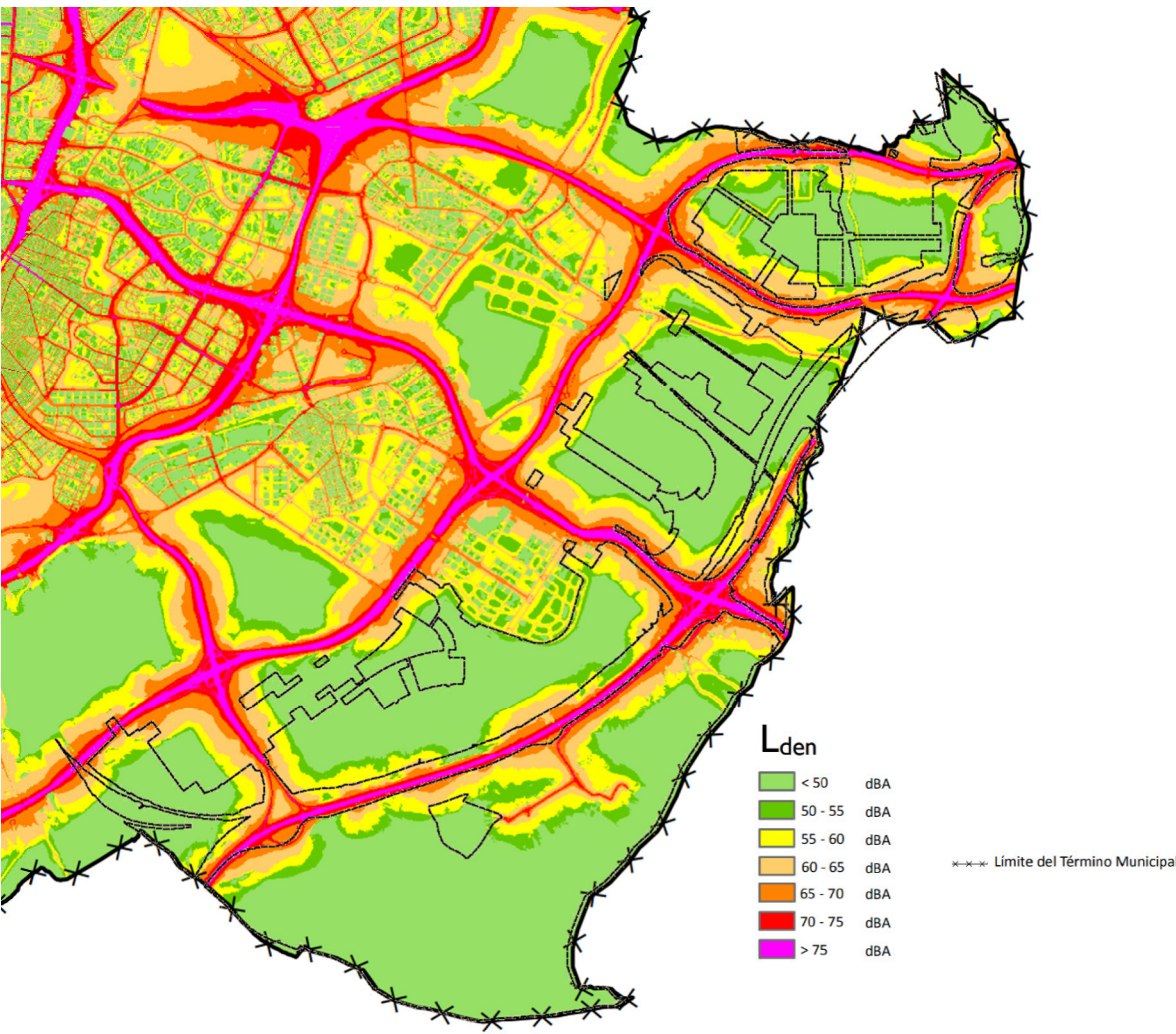 Lden
< 50 dBA
50 - 55 dBA
55 - 60 dBA
60 - 65 dBA
65 - 70 dBA
70 - 75 dBA
> 75 dBA
Límite del Término Municipal